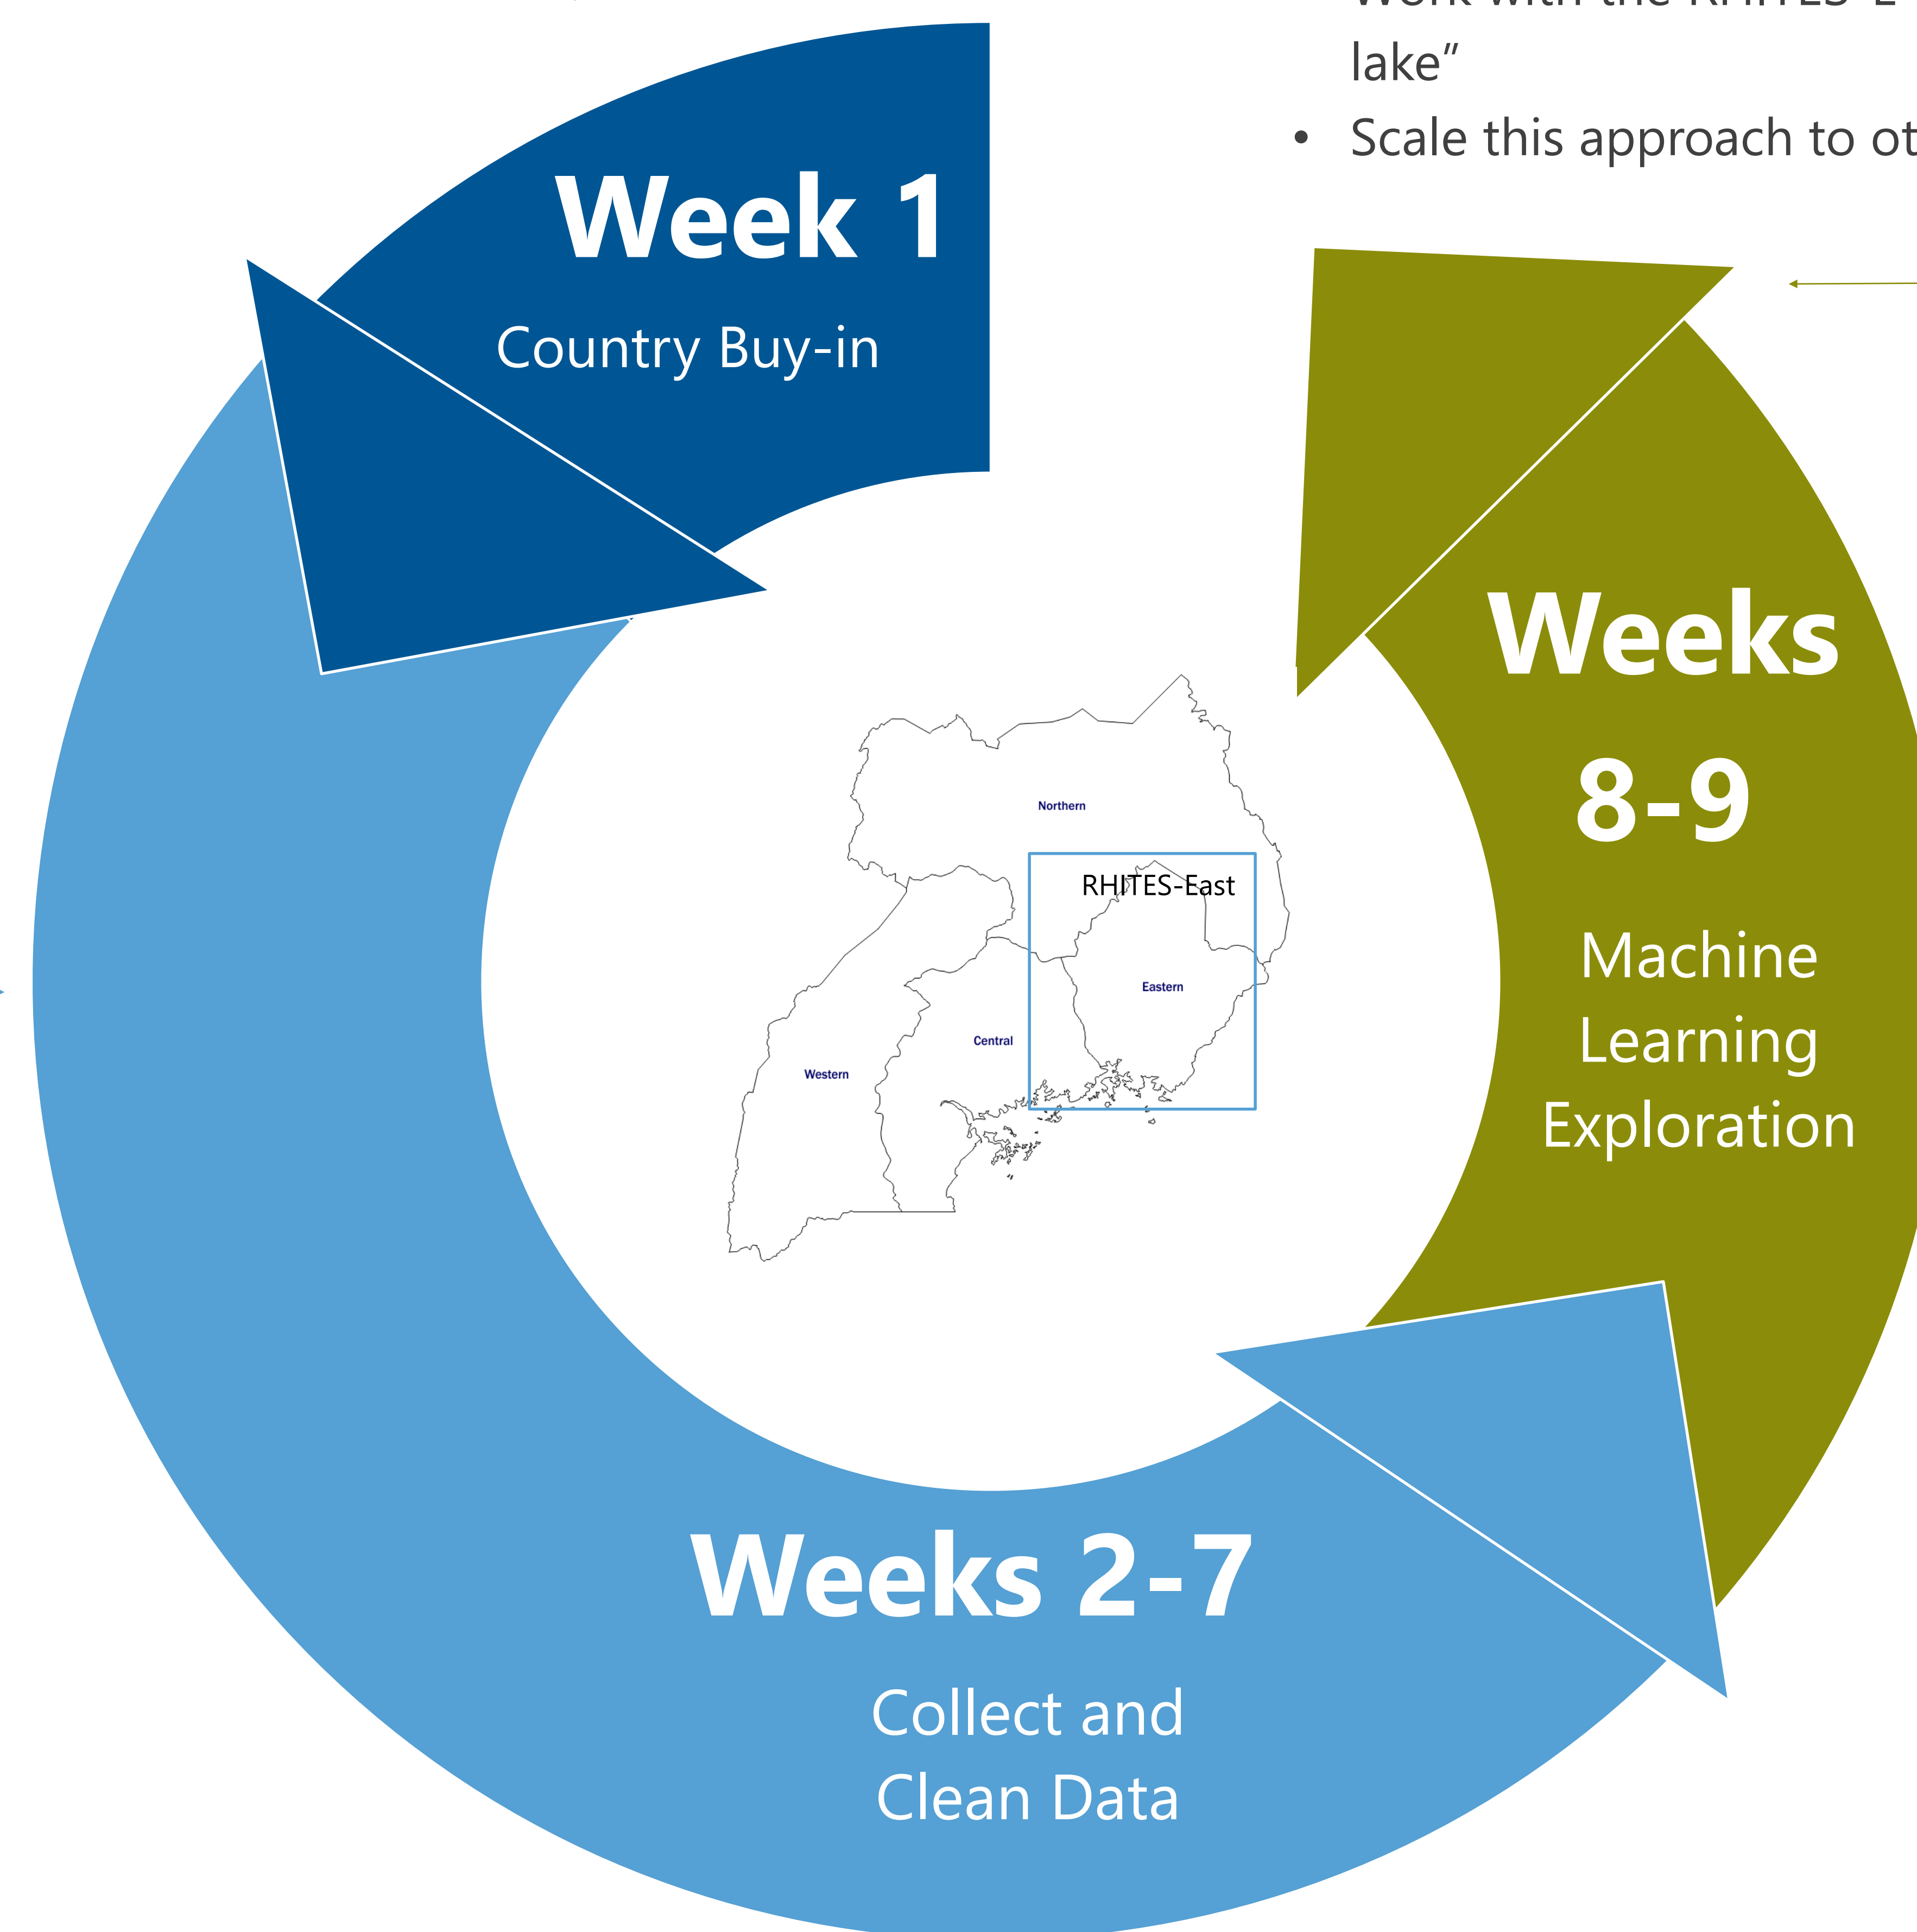 lake“
• Scale this approach to
Week 1
Country Buy-in
Weeks
8-9
Machine
Learning
Exploration
Northern
RHITES-East
Eastern
Central
Western
Weeks 2-7
Collect and
Clean Data